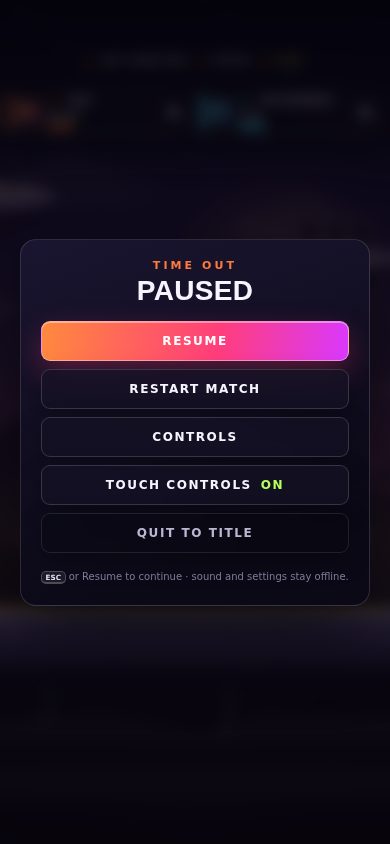 TIME OUT
PAUSED
RESUME
RESTART MATCH
CONTROLS
TOUCH CONTROLS ON
QUIT TO TITLE
ESC or Resume to continue · sound and settings stay offline.